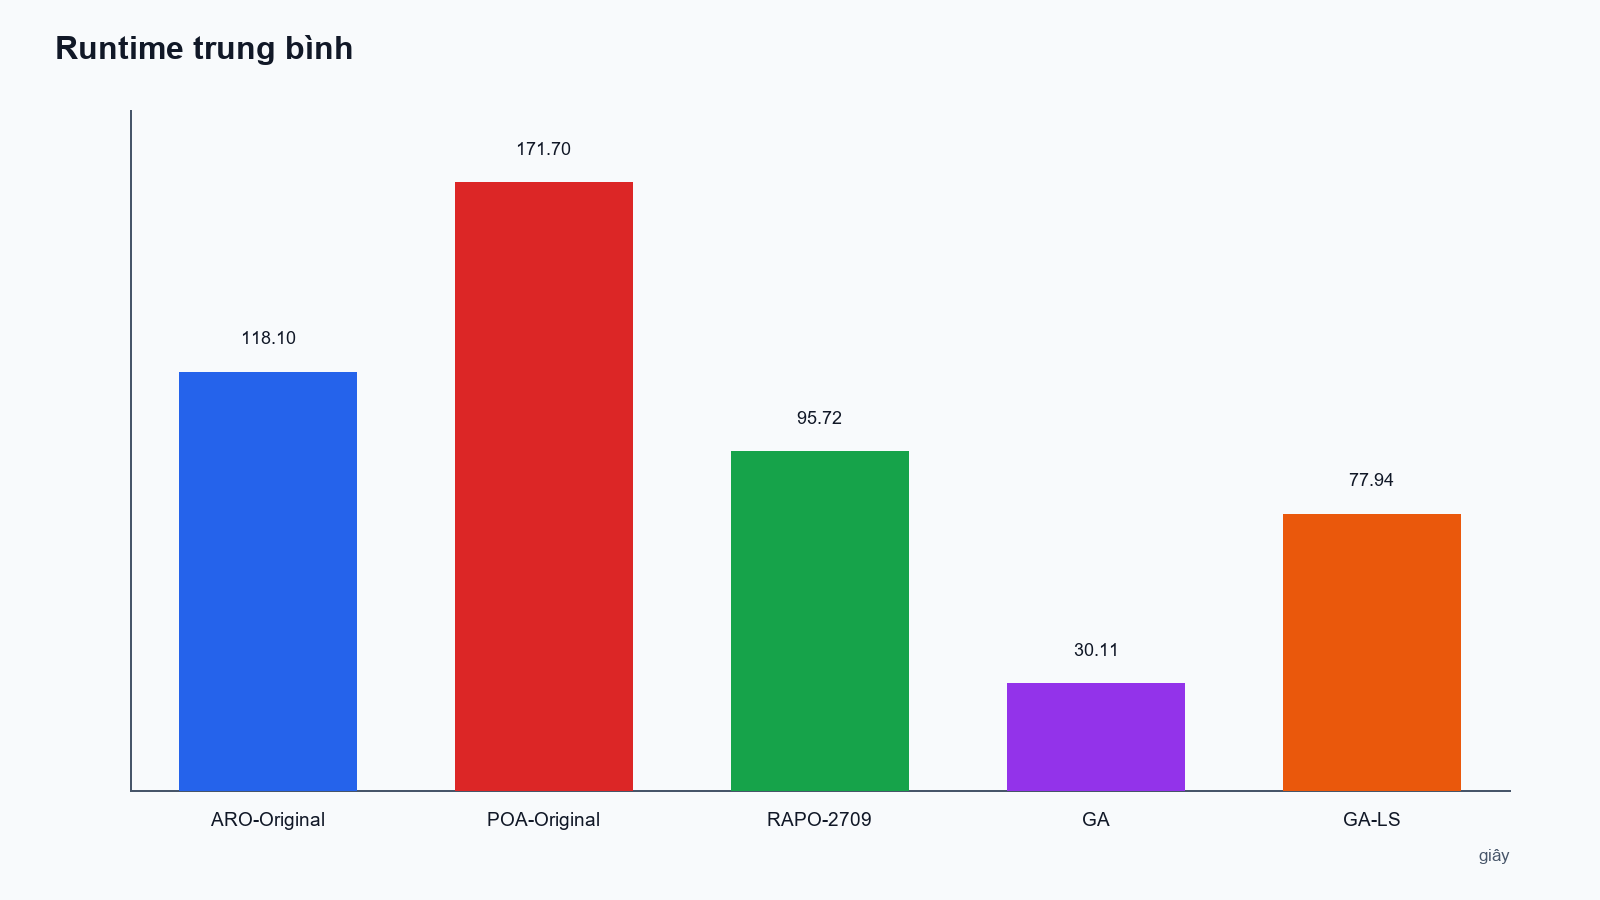 Runtime trung bình
171.70
118.10
95.72
77.94
30.11
ARO-Original POA-Original RAPO-2709 GA GA-LS
giây